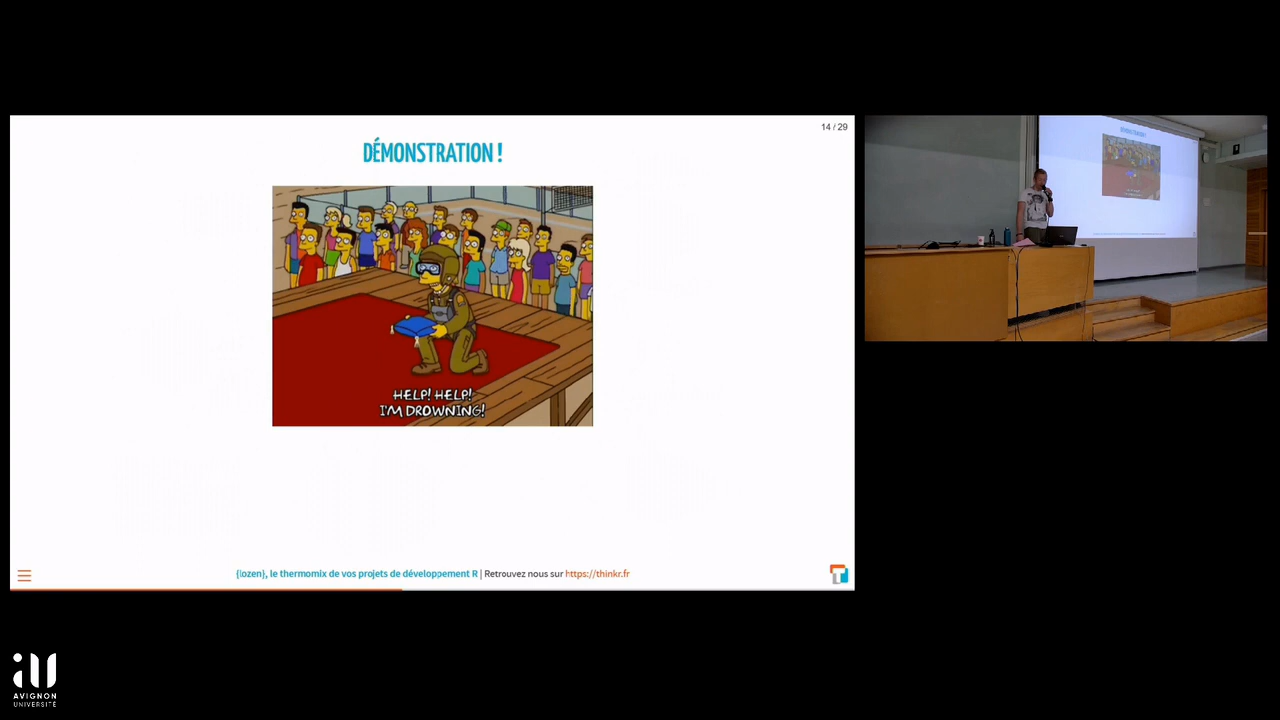 14 / 29
DÉMONSTRATION !
HELP! HELP!
I'M DROWNING!
{lozen}, le thermomix de vos projets de développement R | Retrouvez nous sur https://thinkr.fr
AVIGNON
UNIVERSITÉ